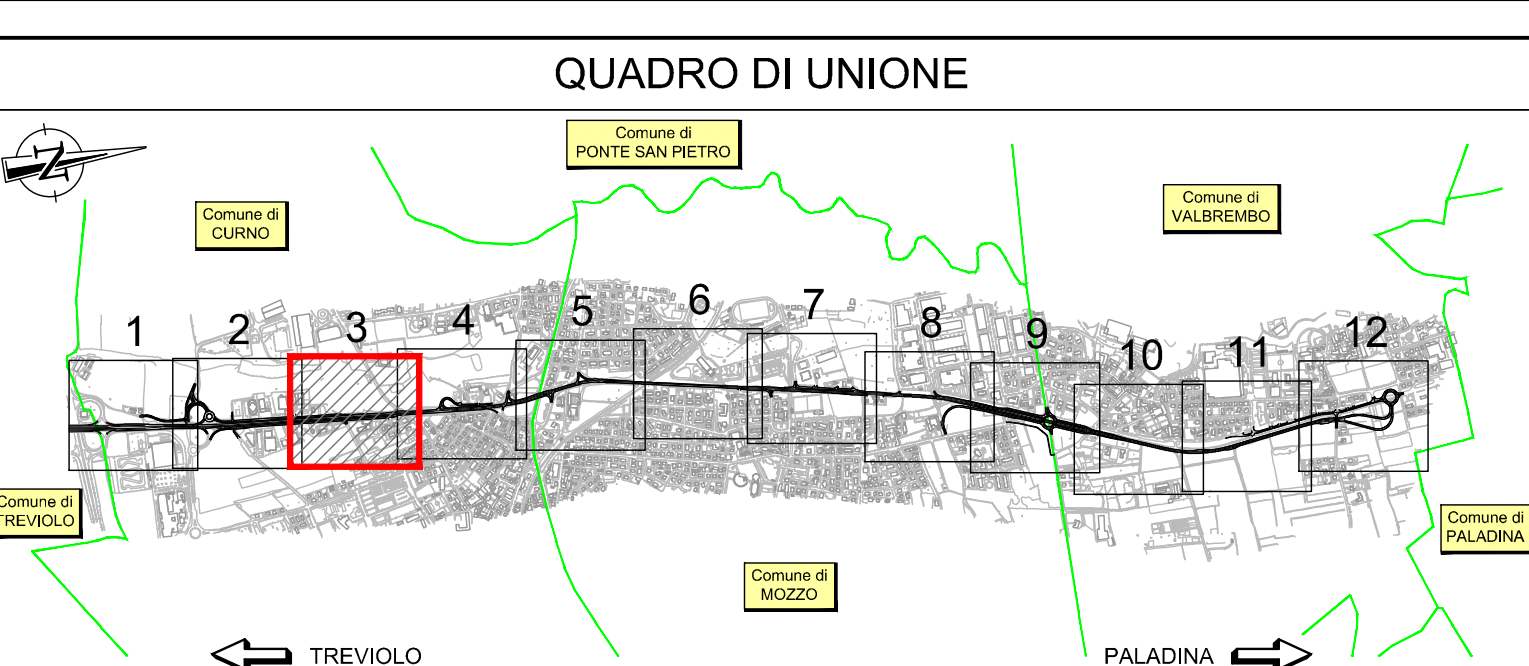 QUADRO DI UNIONE
Comune di
PONTE SAN PIETRO
N
Comune di
CURNO
Comune di
VALBREMBO
1
2
3
4
5
6
7
8
9
10
11
12
Comune di
TREVIOLO
Comune di
PALADINA
Comune di
MOZZO
TREVIOLO
PALADINA